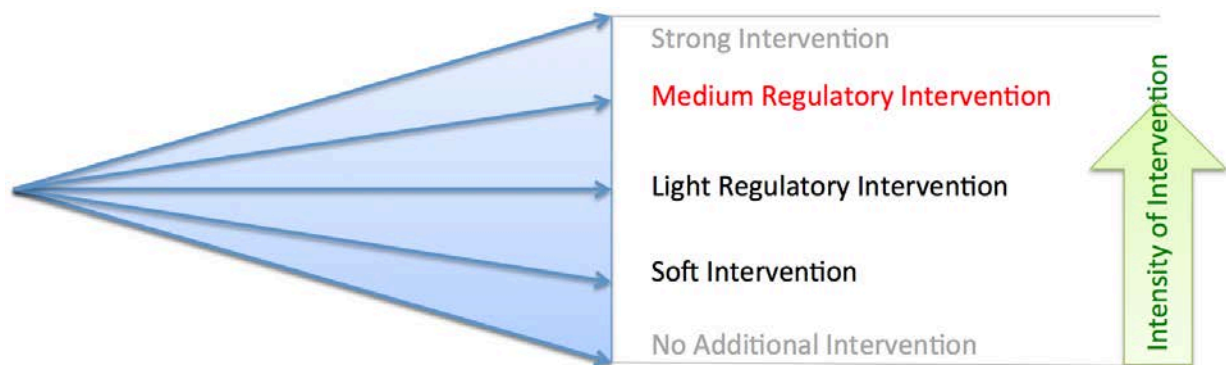 Strong Intervention
Medium Regulatory Intervention
Light Regulatory Intervention
Soft Intervention
No Additional Intervention
Intensity of Intervention